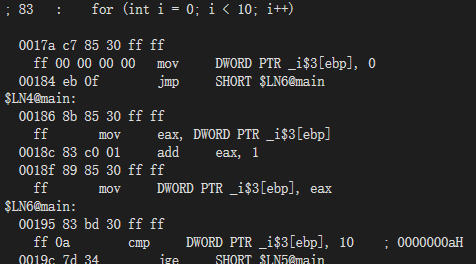 ; 83   :    for (int i = 0; i < 10; i++)
0017a c7 85 30 ff ff
ff 00 00 00 00   mov     DWORD PTR _i$3[ebp], 0
00184 eb 0f      jmp     SHORT $LN6@main
$LN4@main:
00186 8b 85 30 ff ff
ff       mov     eax, DWORD PTR _i$3[ebp]
0018c 83 c0 01   add     eax, 1
0018f 89 85 30 ff ff
ff       mov     DWORD PTR _i$3[ebp], eax
$LN6@main:
00195 83 bd 30 ff ff
ff 0a        cmp     DWORD PTR _i$3[ebp], 10    ; 0000000aH
0019c 7d 34      jge     SHORT $LN5@main